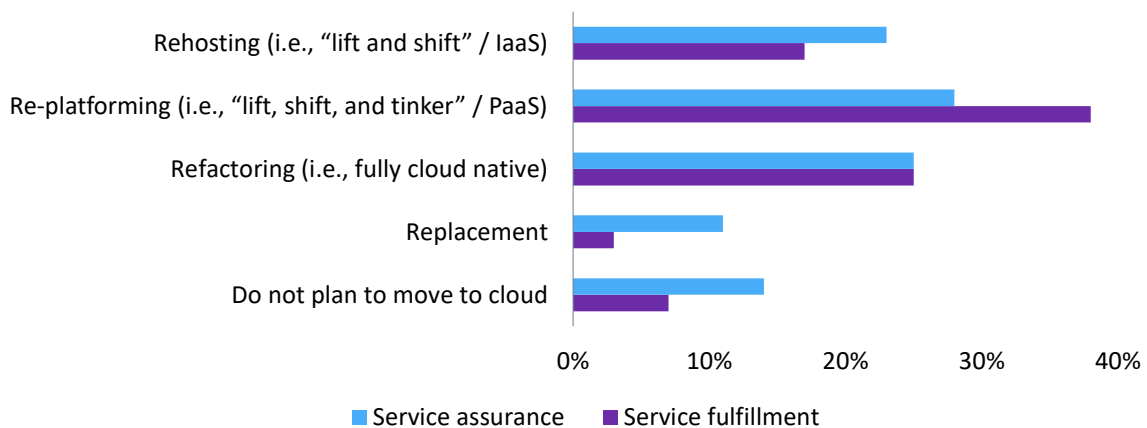 Rehosting (i.e., “lift and shift” / IaaS)
Re-platforming (i.e., “lift, shift, and tinker” / PaaS)
Refactoring (i.e., fully cloud native)
Replacement
Do not plan to move to cloud
0% 10% 20% 30% 40%
Service assurance Service fulfillment